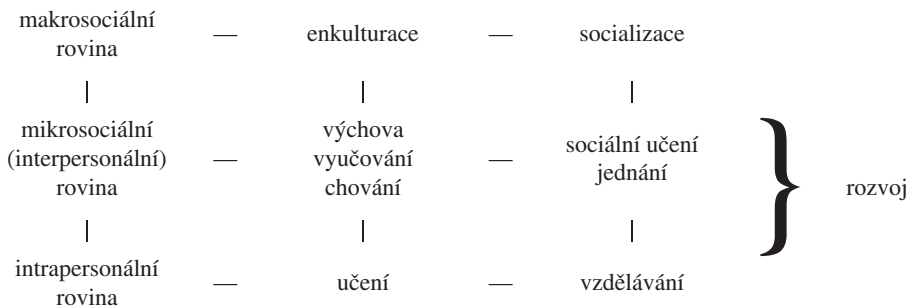 makrosociální
rovina
—
enkulturace
—
socializace
mikrosociální
(interpersonální)
rovina
—
výchova
vyučování
chování
—
sociální učení
jednání
rozvoj
intrapersonální
rovina
—
učení
—
vzdělávání